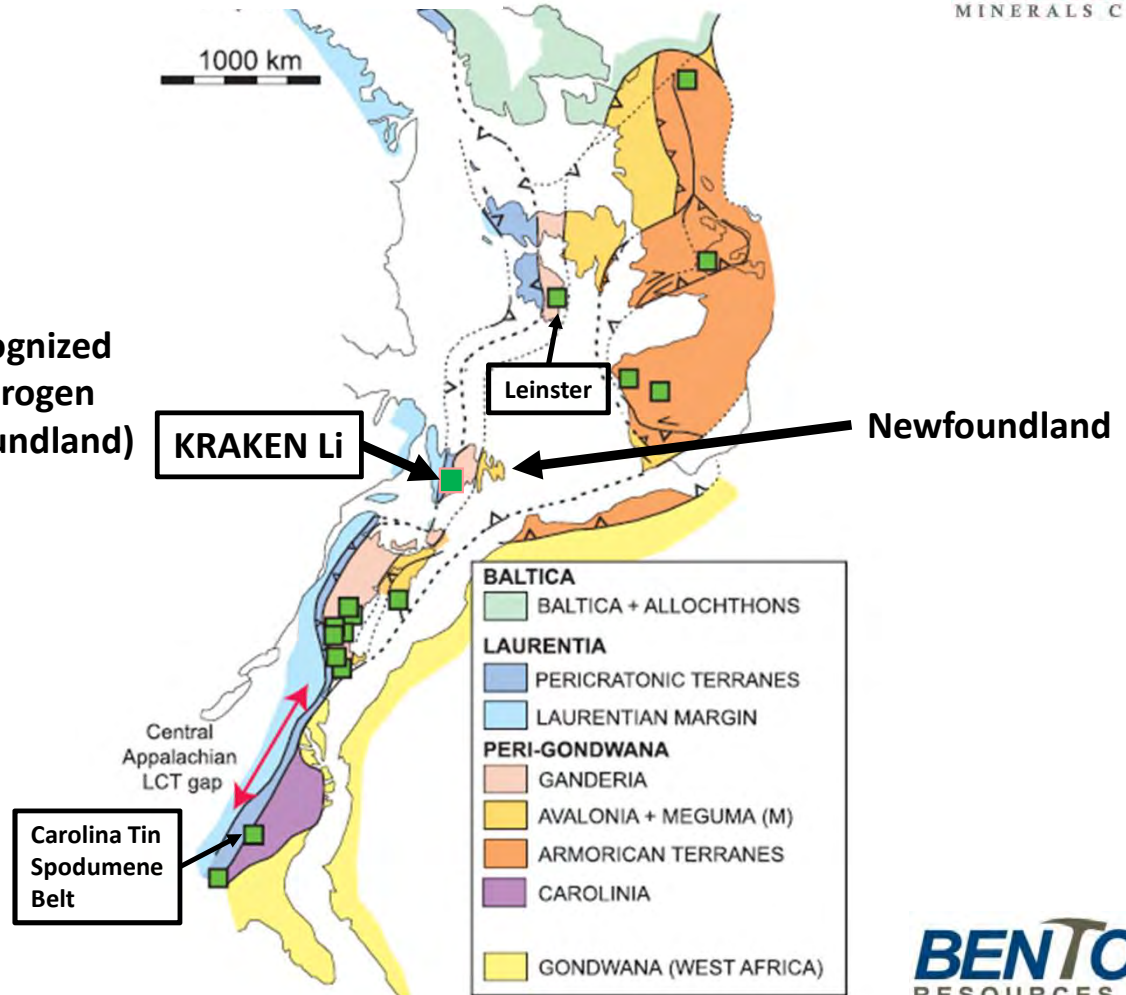 MINERALS C
1000 km
ognized
rogen
undland)
Leinster
KRAKEN Li
Newfoundland
BALTICA
BALTICA + ALLOCHTHONS
LAURENTIA
PERICRATONIC TERRANES
LAURENTIAN MARGIN
PERI-GONDWANA
GANDERIA
AVALONIA + MEGUMA (M)
ARMORICAN TERRANES
CAROLINIA
GONDWANA (WEST AFRICA)
Central
Appalachian
LCT gap
Carolina Tin
Spodumene
Belt
BENTO
RESOURCES